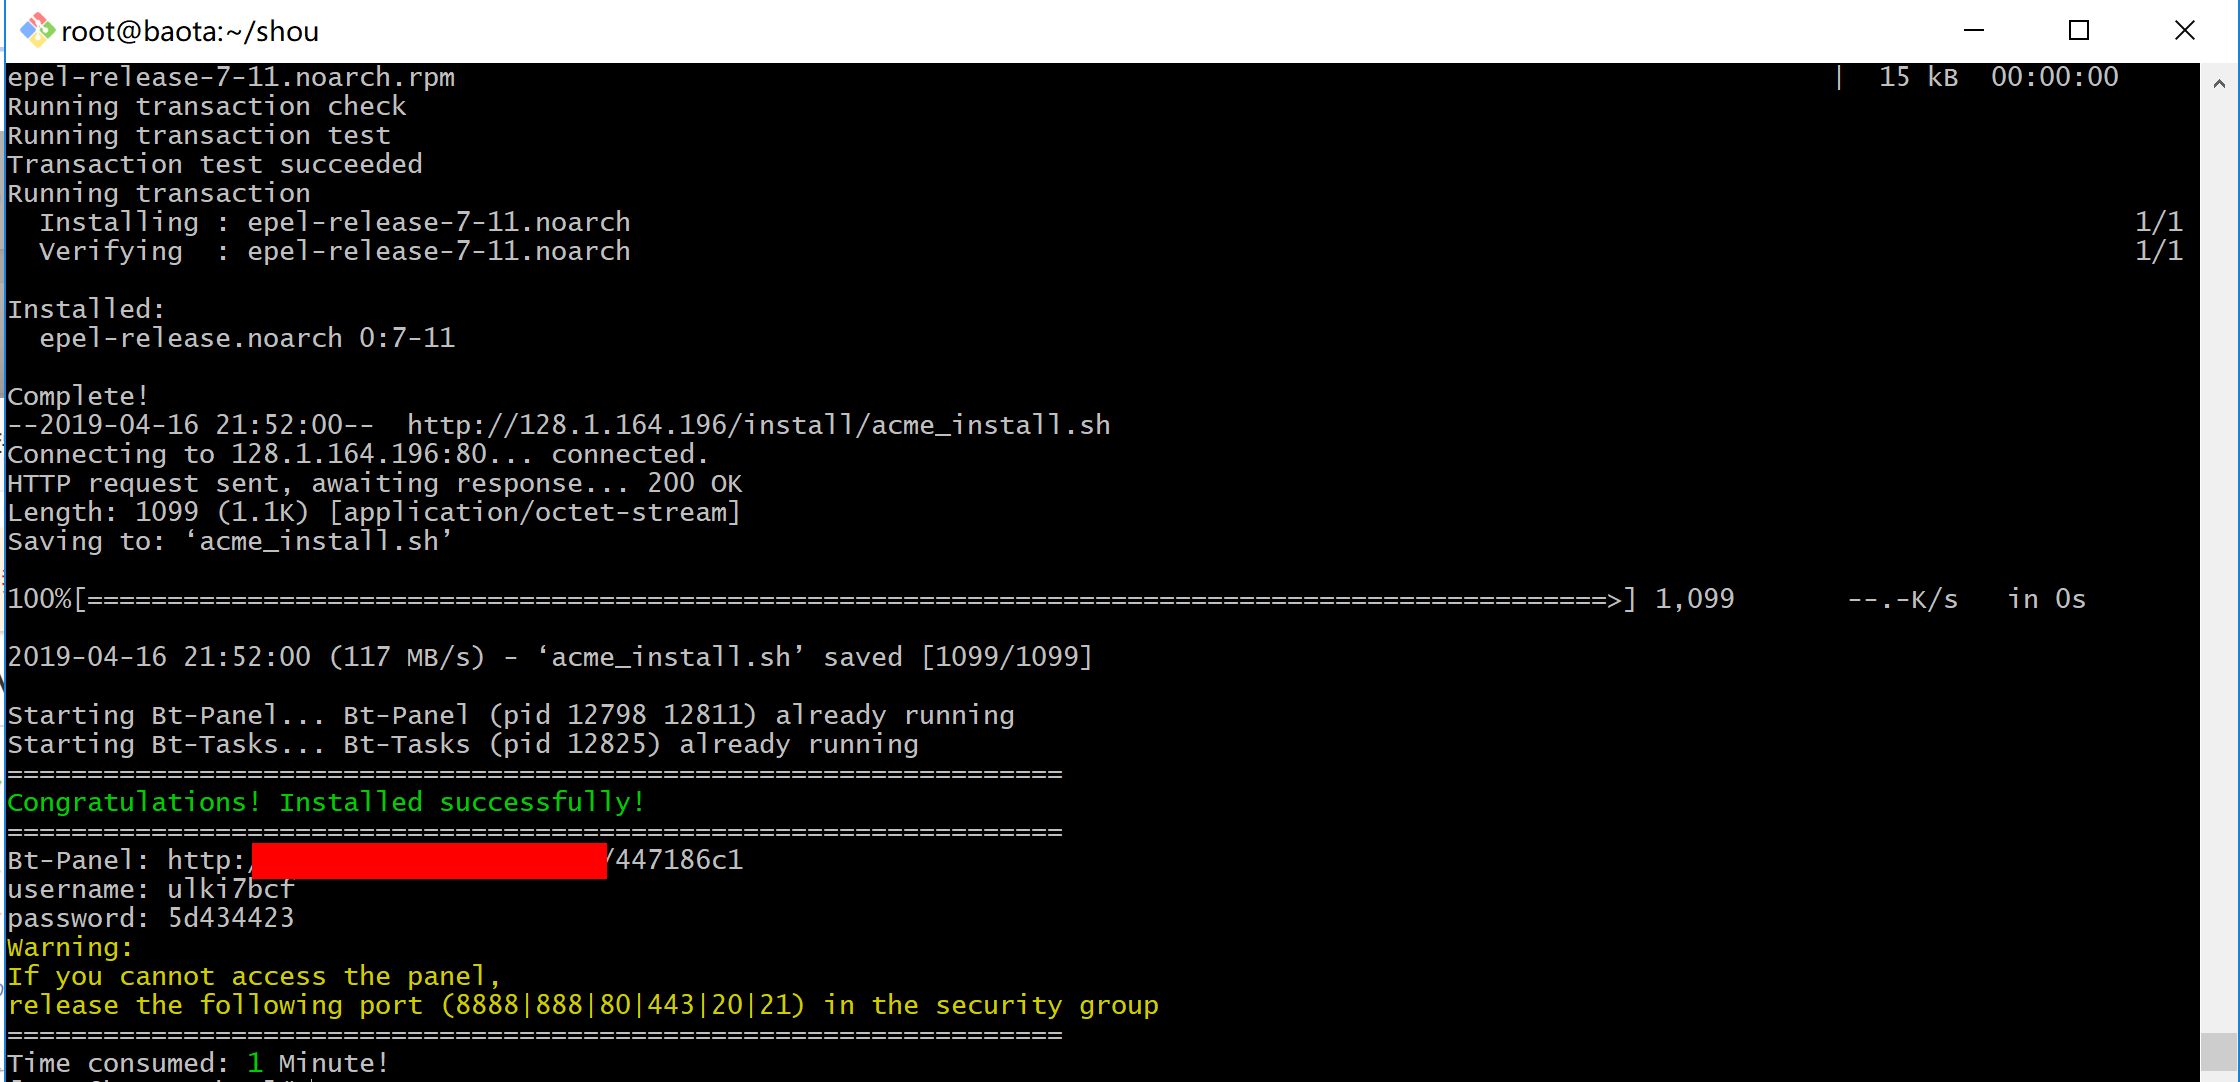 root@baota:~/shou
epel-release-7-11.noarch.rpm | 15 kB 00:00:00
Running transaction check
Running transaction test
Transaction test succeeded
Running transaction
  Installing : epel-release-7-11.noarch 1/1
  Verifying  : epel-release-7-11.noarch 1/1
Installed:
  epel-release.noarch 0:7-11
Complete!
--2019-04-16 21:52:00--  http://128.1.164.196/install/acme_install.sh
Connecting to 128.1.164.196:80... connected.
HTTP request sent, awaiting response... 200 OK
Length: 1099 (1.1K) [application/octet-stream]
Saving to: ‘acme_install.sh’
100%[===============================================================================================>] 1,099 --.-K/s in 0s
2019-04-16 21:52:00 (117 MB/s) - ‘acme_install.sh’ saved [1099/1099]
Starting Bt-Panel... Bt-Panel (pid 12798 12811) already running
Starting Bt-Tasks... Bt-Tasks (pid 12825) already running
==================================================================
Congratulations! Installed successfully!
==================================================================
Bt-Panel: http:/ /447186c1
username: ulki7bcf
password: 5d434423
Warning:
If you cannot access the panel,
release the following port (8888|888|80|443|20|21) in the security group
==================================================================
Time consumed: 1 Minute!